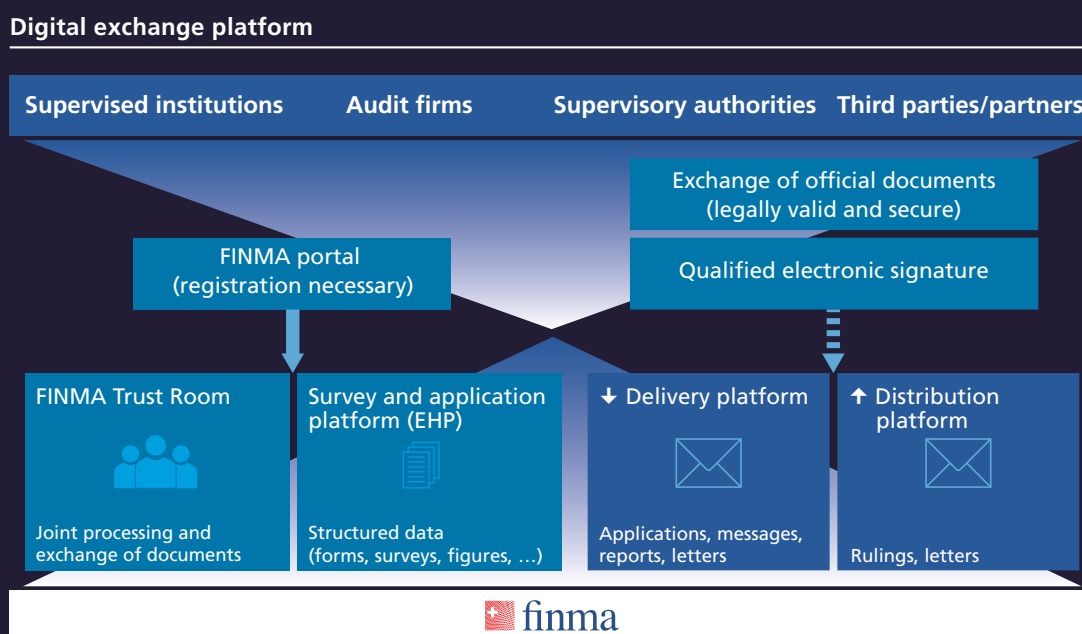 Digital exchange platform
Supervised institutions
Audit firms
Supervisory authorities
Third parties/partners
Exchange of official documents
(legally valid and secure)
FINMA portal
(registration necessary)
Qualified electronic signature
FINMA Trust Room
Joint processing and
exchange of documents
Survey and application
platform (EHP)
Structured data
(forms, surveys, figures, …)
Delivery platform
Applications, messages,
reports, letters
Distribution
platform
Rulings, letters
finma